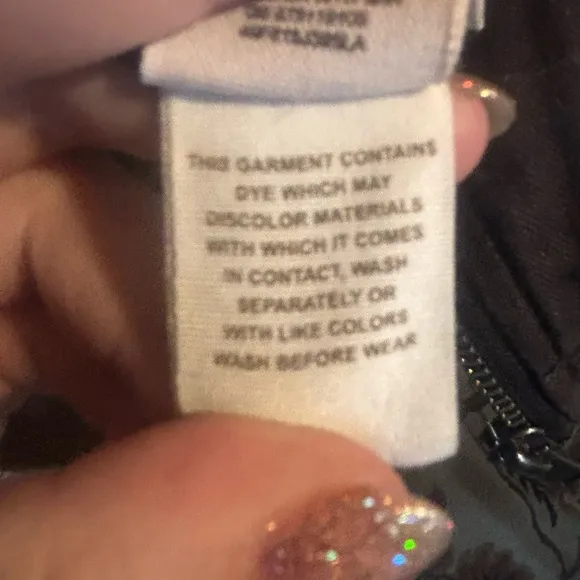 THIS GARMENT CONTAINS
DYE WHICH MAY
DISCOLOR MATERIALS
WITH WHICH IT COMES
IN CONTACT, WASH
SEPARATELY OR
WITH LIKE COLORS
WASH BEFORE WEAR